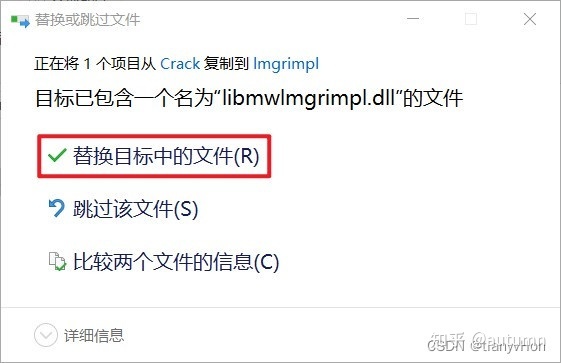 替换或跳过文件
正在将 1 个项目从 Crack 复制到 lmgrimpl
目标已包含一个名为“libmwlmgrimpl.dll”的文件
替换目标中的文件(R)
跳过该文件(S)
比较两个文件的信息(C)
详细信息
知乎 @autumn
CSDN